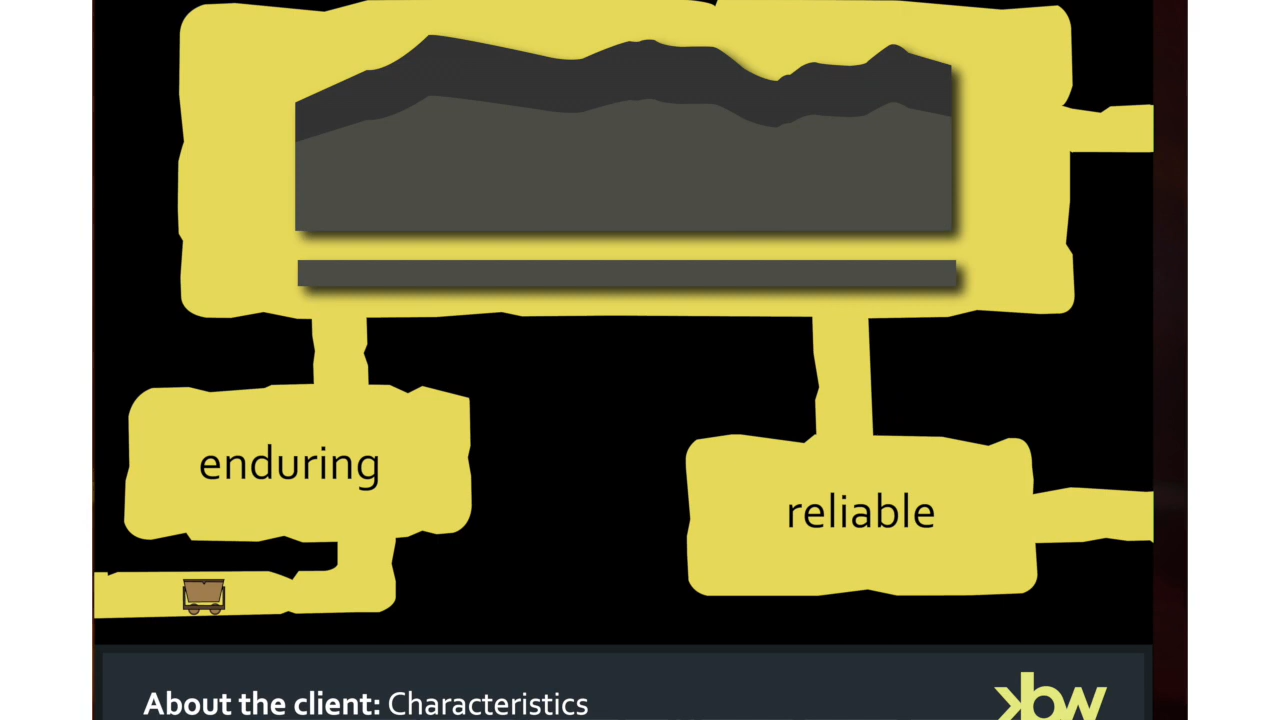 enduring
reliable
About the client: Characteristics
kbw